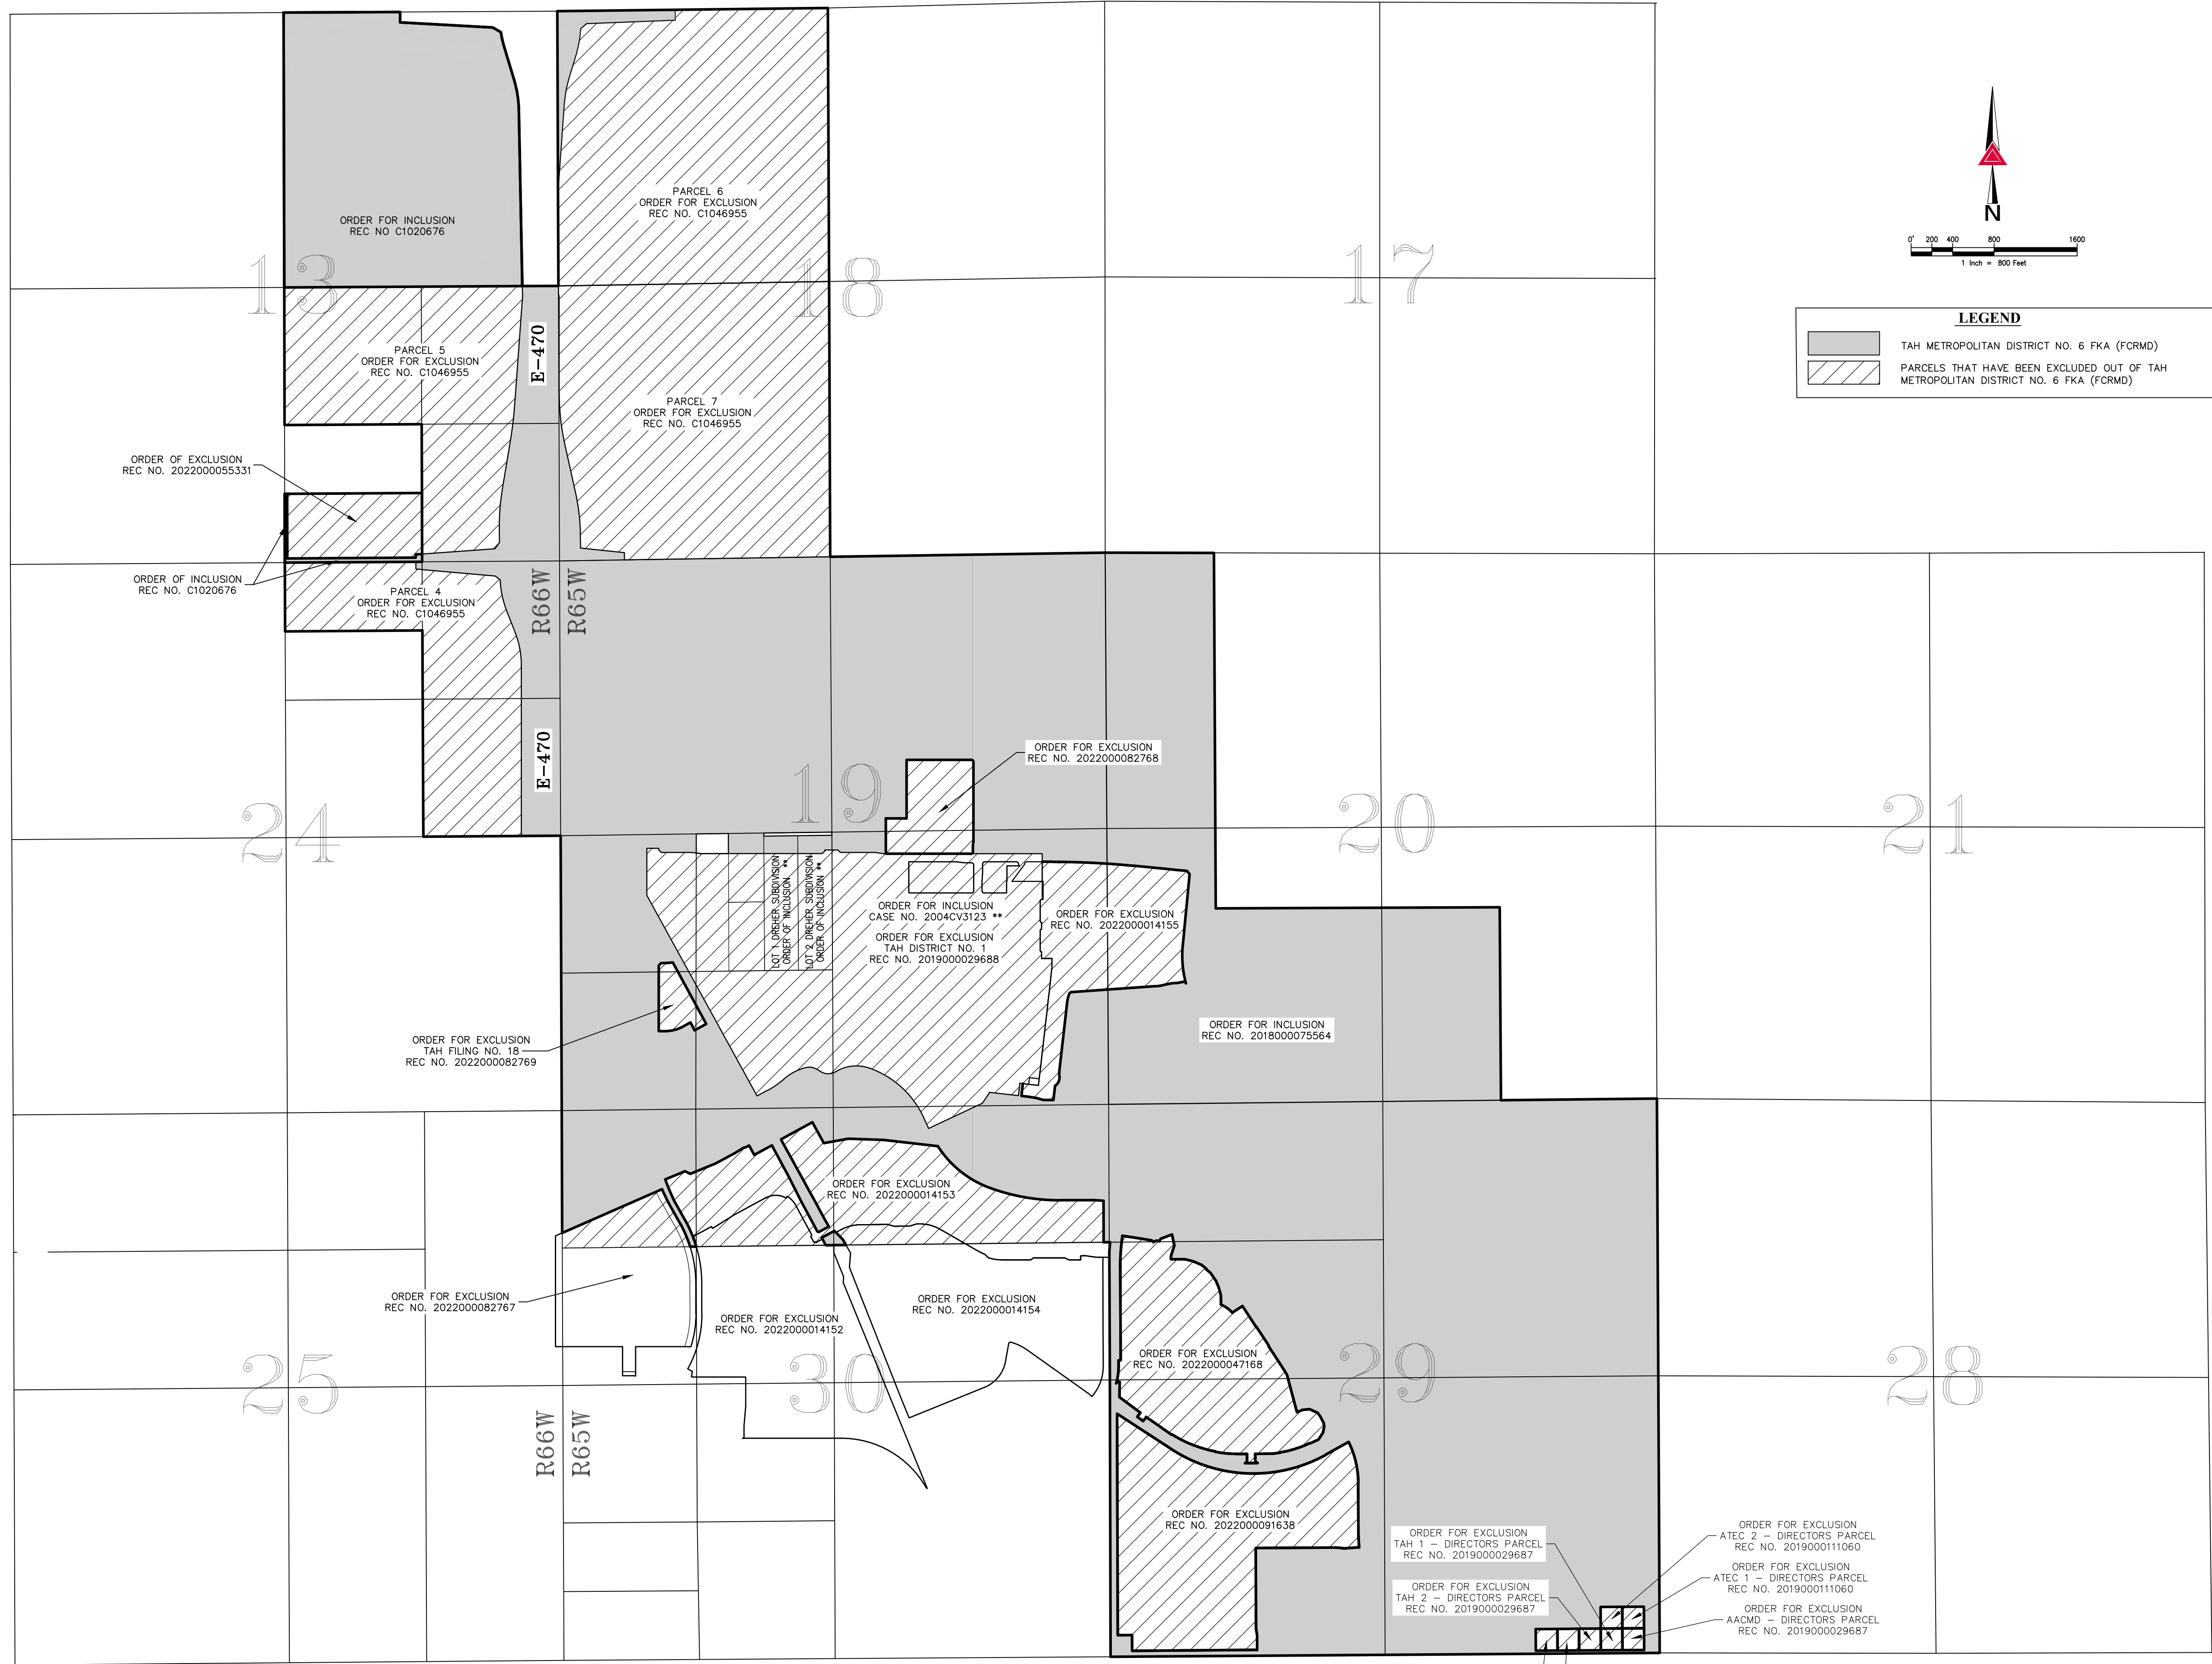 N
0' 200 400 800 1600
1 Inch = 800 Feet
LEGEND
TAH METROPOLITAN DISTRICT NO. 6 FKA (FCRMD)
PARCELS THAT HAVE BEEN EXCLUDED OUT OF TAH
METROPOLITAN DISTRICT NO. 6 FKA (FCRMD)
ORDER FOR INCLUSION
REC NO C1020676
PARCEL 6
ORDER FOR EXCLUSION
REC NO. C1046955
13
18
17
E-470
PARCEL 5
ORDER FOR EXCLUSION
REC NO. C1046955
PARCEL 7
ORDER FOR EXCLUSION
REC NO. C1046955
ORDER OF EXCLUSION
REC NO. 2022000055331
ORDER OF INCLUSION
REC NO. C1020676
PARCEL 4
ORDER FOR EXCLUSION
REC NO. C1046955
R66W
R65W
E-470
ORDER FOR EXCLUSION
REC NO. 2022000082768
24
19
20
21
LOT 1 DREHER SUBDIVISION
ORDER OF INCLUSION **
LOT 2 DREHER SUBDIVISION
ORDER OF INCLUSION **
ORDER FOR INCLUSION
CASE NO. 2004CV3123 **
ORDER FOR EXCLUSION
TAH DISTRICT NO. 1
REC NO. 2019000029688
ORDER FOR EXCLUSION
REC NO. 2022000014155
ORDER FOR INCLUSION
REC NO. 2018000075564
ORDER FOR EXCLUSION
TAH FILING NO. 18
REC NO. 2022000082769
ORDER FOR EXCLUSION
REC NO. 2022000014153
ORDER FOR EXCLUSION
REC NO. 2022000082767
ORDER FOR EXCLUSION
REC NO. 2022000014152
ORDER FOR EXCLUSION
REC NO. 2022000014154
ORDER FOR EXCLUSION
REC NO. 2022000047168
25
30
29
28
R66W
R65W
ORDER FOR EXCLUSION
REC NO. 2022000091638
ORDER FOR EXCLUSION
TAH 1 - DIRECTORS PARCEL
REC NO. 2019000029687
ORDER FOR EXCLUSION
TAH 2 - DIRECTORS PARCEL
REC NO. 2019000029687
ORDER FOR EXCLUSION
ATEC 2 - DIRECTORS PARCEL
REC NO. 2019000111060
ORDER FOR EXCLUSION
ATEC 1 - DIRECTORS PARCEL
REC NO. 2019000111060
ORDER FOR EXCLUSION
AACMD - DIRECTORS PARCEL
REC NO. 2019000029687